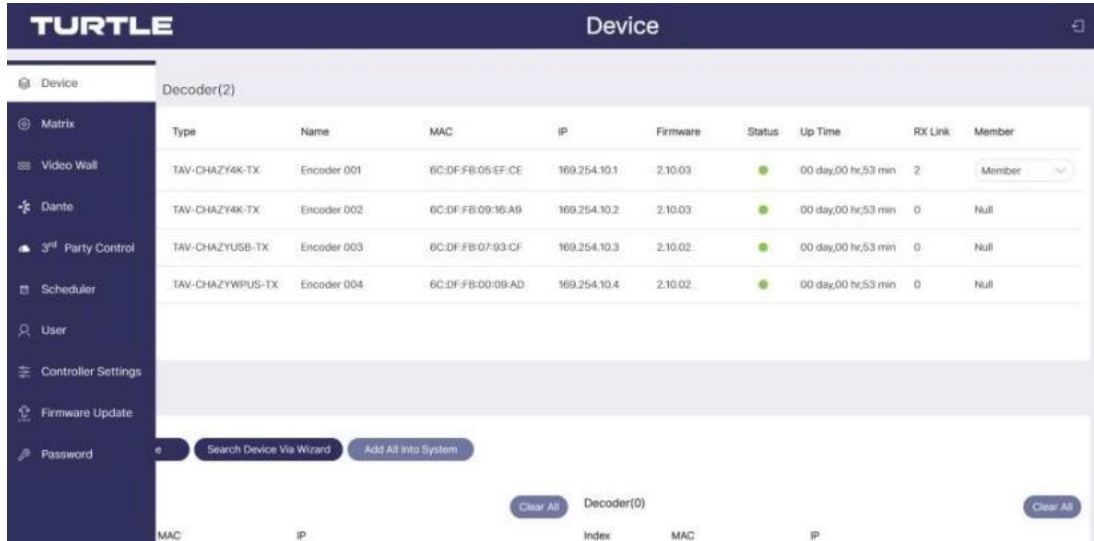 TURTLE Device
Device
Decoder(2)
Matrix
Type Name MAC IP Firmware Status Up Time RX Link Member
Video Wall
TAV-CHAZY4K-TX Encoder 001 6C:DF:FB:05:EF:CE 169.254.10.1 2.10.03 00 day,00 hr,53 min 2 Member
Dante
TAV-CHAZY4K-TX Encoder 002 6C:DF:FB:09:16:A9 169.254.10.2 2.10.03 00 day,00 hr,53 min 0 Null
3rd Party Control
TAV-CHAZYUSB-TX Encoder 003 6C:DF:FB:07:93:CF 169.254.10.3 2.10.02 00 day,00 hr,53 min 0 Null
Scheduler
TAV-CHAZYWPUS-TX Encoder 004 6C:DF:FB:00:09:AD 169.254.10.4 2.10.02 00 day,00 hr,53 min 0 Null
User
Controller Settings
Firmware Update
Password
e Search Device Via Wizard Add All Into System
Clear All Decoder(0) Clear All
MAC IP Index MAC IP